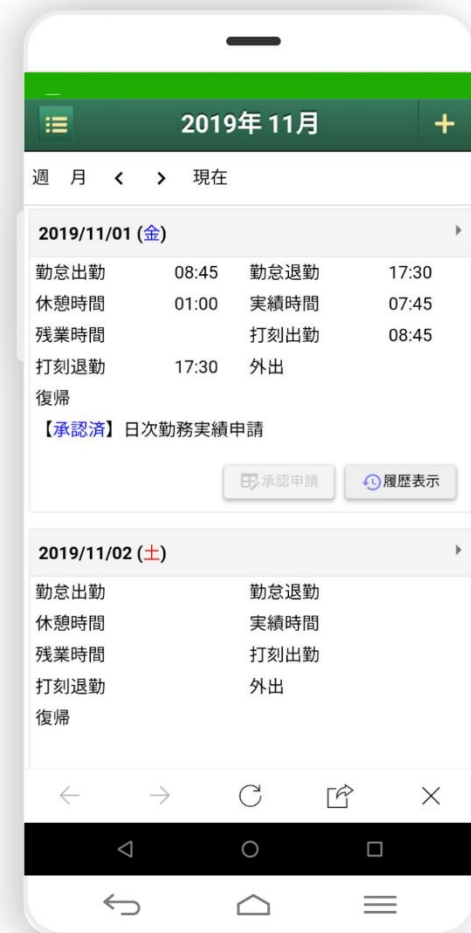 2019年 11月 +
週 月 < > 現在
2019/11/01 (金)
勤怠出勤 08:45 勤怠退勤 17:30
休憩時間 01:00 実績時間 07:45
残業時間 打刻出勤 08:45
打刻退勤 17:30 外出
復帰
【承認済】日次勤務実績申請
承認申請 履歴表示
2019/11/02 (土)
勤怠出勤 勤怠退勤
休憩時間 実績時間
残業時間 打刻出勤
打刻退勤 外出
復帰